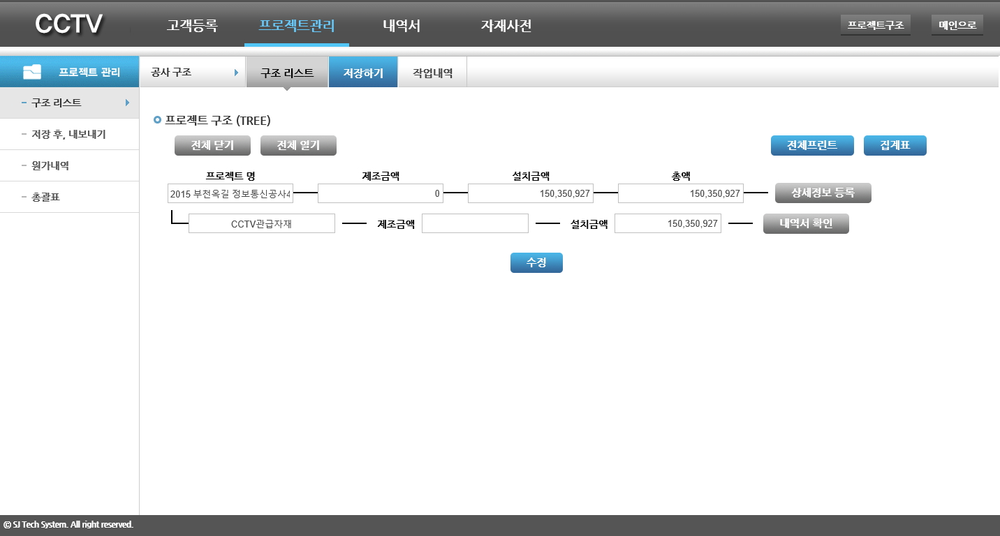 CCTV 고객등록 프로젝트관리 내역서 자재사전 프로젝트구조 메인으로
프로젝트 관리 공사 구조 구조 리스트 저장하기 작업내역
구조 리스트
저장 후, 내보내기
원가내역
총괄표
프로젝트 구조 (TREE)
전체 닫기 전체 열기 전체프린트 집계표
프로젝트 명 제조금액 설치금액 총액
2015 부천옥길 정보통신공사4 0 150,350,927 150,350,927 상세정보 등록
CCTV관급자재 제조금액 설치금액 150,350,927 내역서 확인
수정
© SJ Tech System. All right reserved.